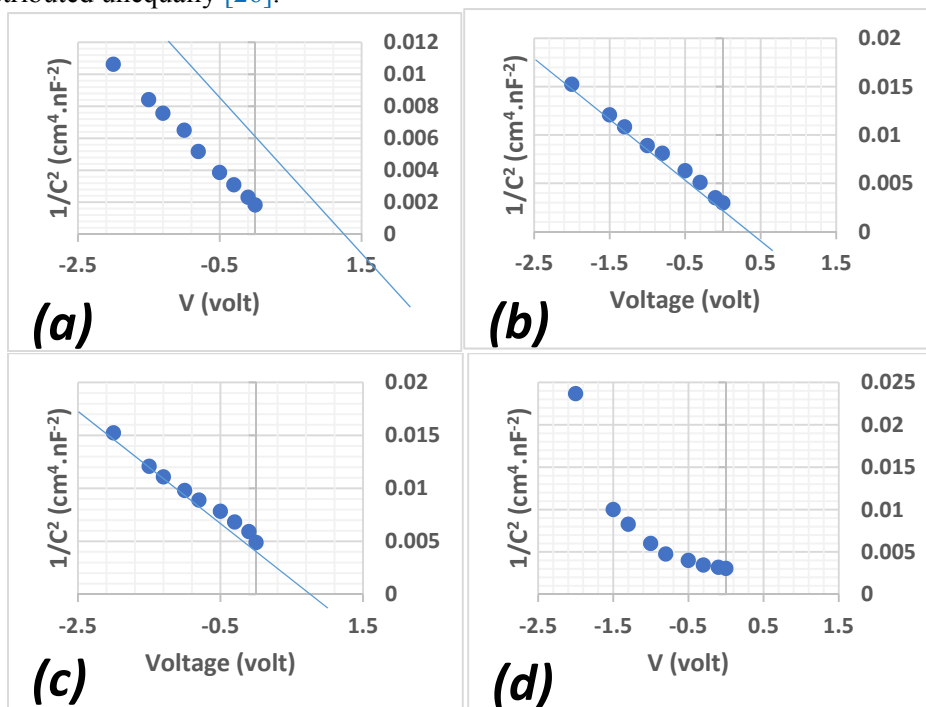 tributed unequally [20].
0.012
0.01
0.008
0.006
0.004
0.002
0
-2.5 -0.5 1.5
1/C² (cm⁴.nF⁻²)
V (volt)
(a)
0.02
0.015
0.01
0.005
0
-2.5 -1.5 -0.5 0.5 1.5
1/C² (cm⁴.nF⁻²)
Voltage (volt)
(b)
0.02
0.015
0.01
0.005
0
-2.5 -0.5 1.5
1/C² (cm⁴.nF⁻²)
Voltage (volt)
(c)
0.025
0.02
0.015
0.01
0.005
0
-2.5 -1.5 -0.5 0.5 1.5
1/C² (cm⁴.nF⁻²)
V (volt)
(d)